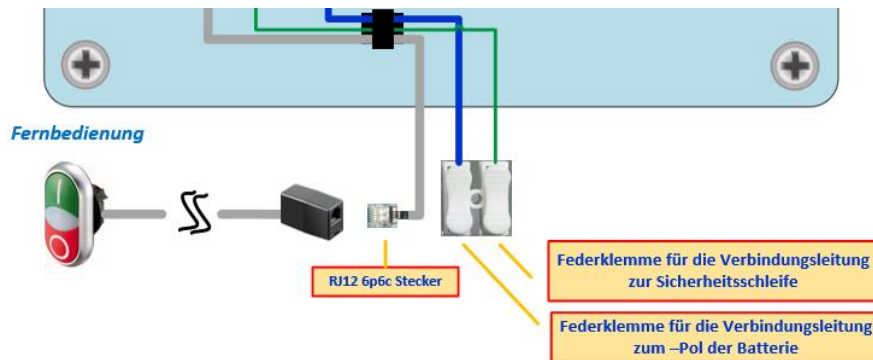 Fernbedienung
RJ12 6p6c Stecker
Federklemme für die Verbindungsleitung
zur Sicherheitsschleife
Federklemme für die Verbindungsleitung
zum –Pol der Batterie